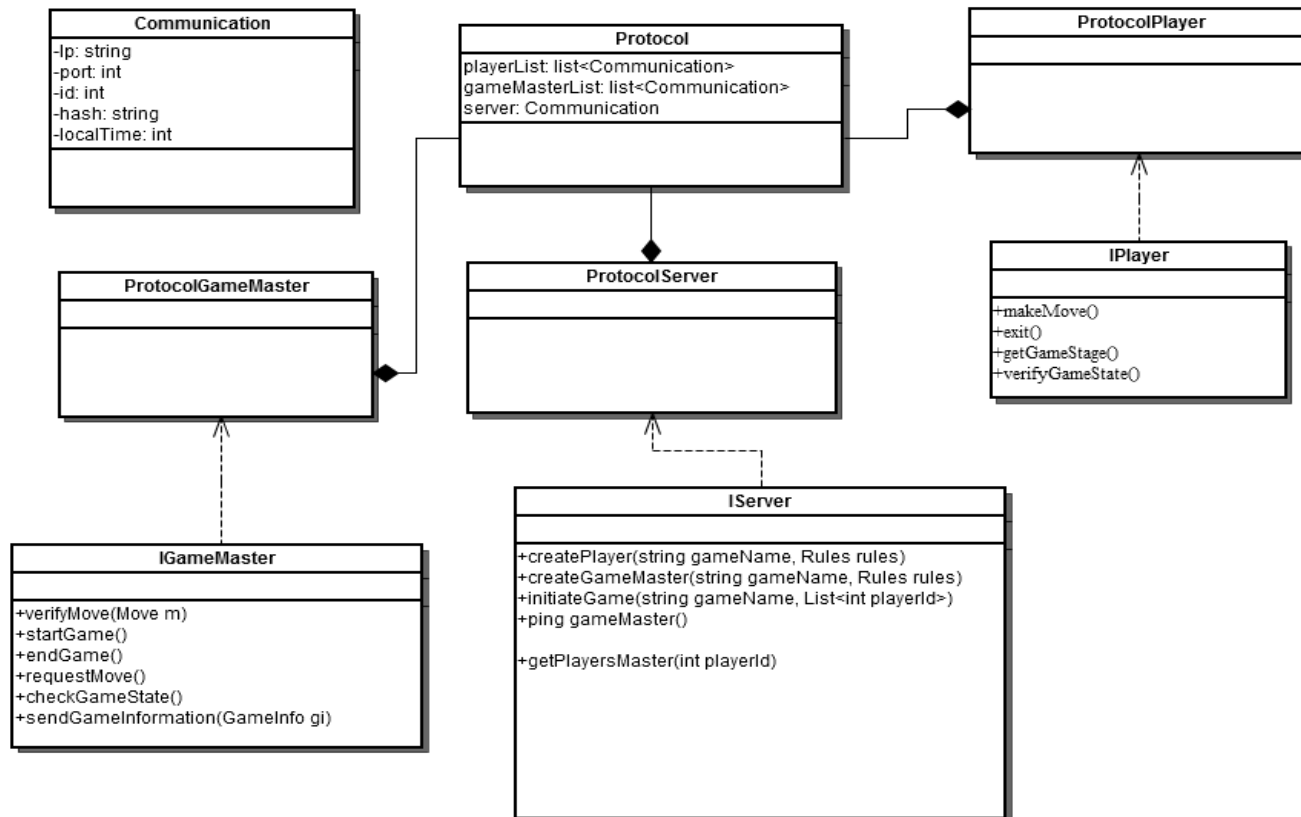 Communication
-Ip: string
-port: int
-id: int
-hash: string
-localTime: int
Protocol
playerList: list<Communication>
gameMasterList: list<Communication>
server: Communication
ProtocolPlayer
ProtocolGameMaster
ProtocolServer
IPlayer
+makeMove()
+exit()
+getGameStage()
+verifyGameState()
IGameMaster
+verifyMove(Move m)
+startGame()
+endGame()
+requestMove()
+checkGameState()
+sendGameInformation(GameInfo gi)
IServer
+createPlayer(string gameName, Rules rules)
+createGameMaster(string gameName, Rules rules)
+initiateGame(string gameName, List<int playerId>)
+ping gameMaster()
+getPlayersMaster(int playerId)